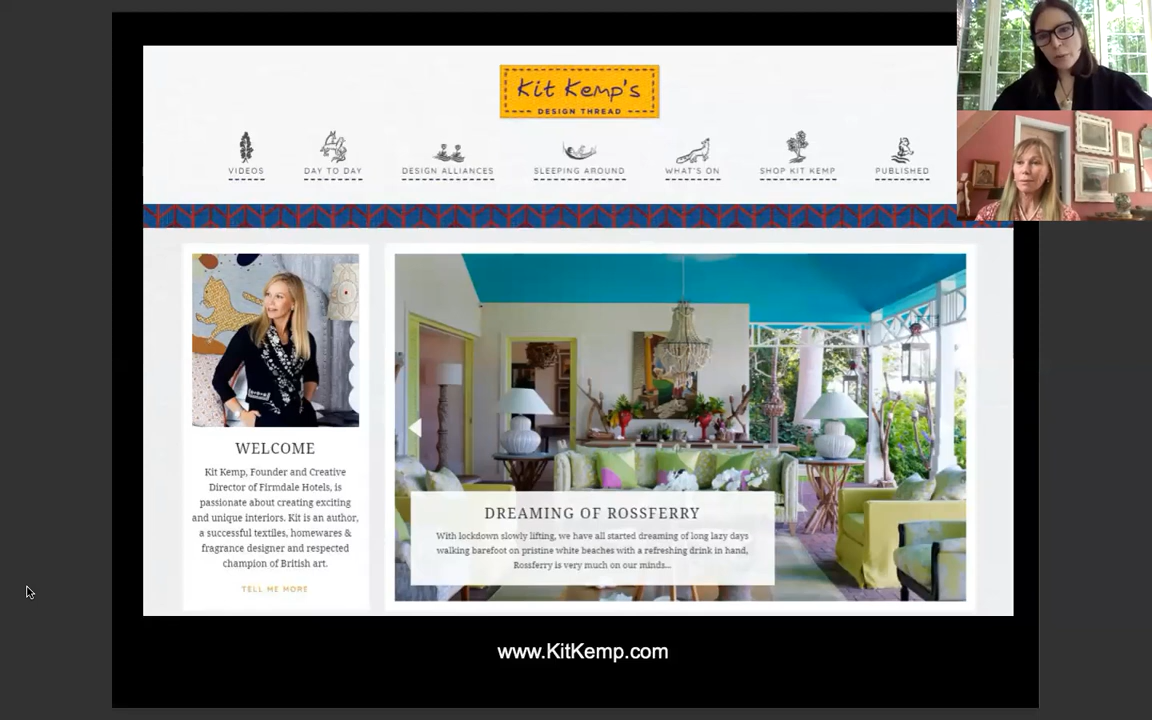 Kit Kemp's
DESIGN THREAD
VIDEOS
DAY TO DAY
DESIGN ALLIANCES
SLEEPING AROUND
WHAT'S ON
SHOP KIT KEMP
PUBLISHED
WELCOME
Kit Kemp, Founder and Creative
Director of Firmdale Hotels, is
passionate about creating exciting
and unique interiors. Kit is an author,
a successful textiles, homewares &
fragrance designer and respected
champion of British art.
TELL ME MORE
DREAMING OF ROSSFERRY
With lockdown slowly lifting, we have all started dreaming of long lazy days
walking barefoot on pristine white beaches with a refreshing drink in hand,
Rossferry is very much on our minds...
www.KitKemp.com